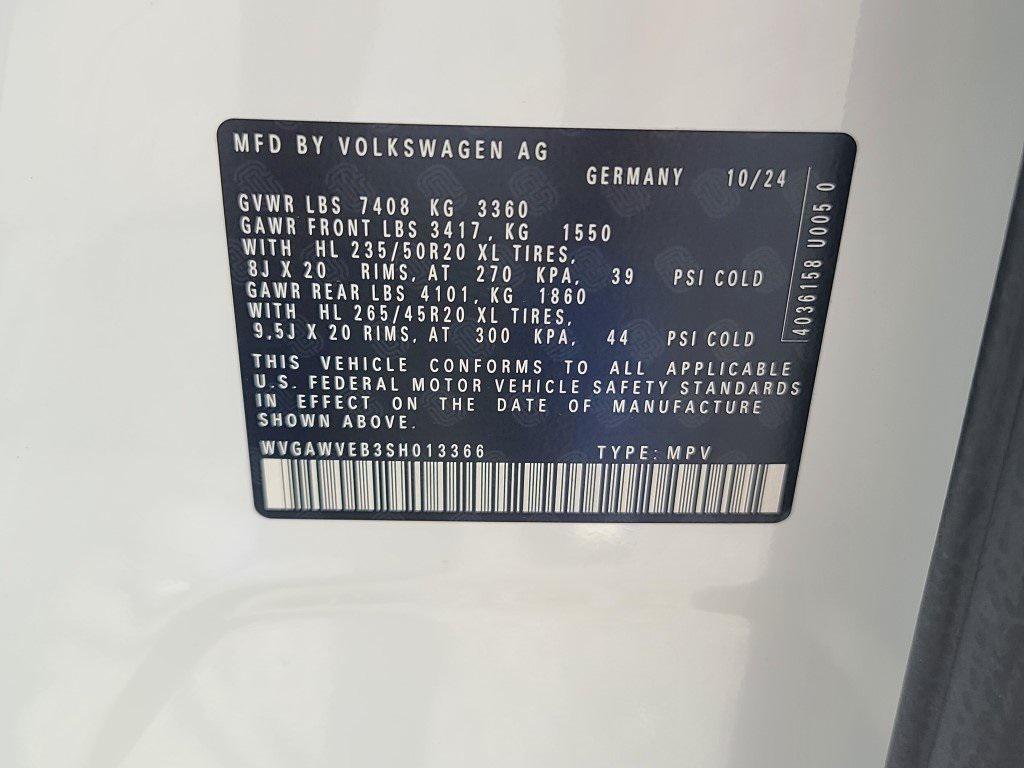 MFD BY VOLKSWAGEN AG
GERMANY 10/24
GVWR LBS 7408 KG 3360
GAWR FRONT LBS 3417, KG 1550
WITH HL 235/50R20 XL TIRES,
8J X 20 RIMS, AT 270 KPA, 39 PSI COLD
GAWR REAR LBS 4101, KG 1860
WITH HL 265/45R20 XL TIRES,
9,5J X 20 RIMS, AT 300 KPA, 44 PSI COLD
THIS VEHICLE CONFORMS TO ALL APPLICABLE
U.S. FEDERAL MOTOR VEHICLE SAFETY STANDARDS
IN EFFECT ON THE DATE OF MANUFACTURE
SHOWN ABOVE.
WVGAWVEB3SH013366 TYPE: MPV
4036158 U005 0